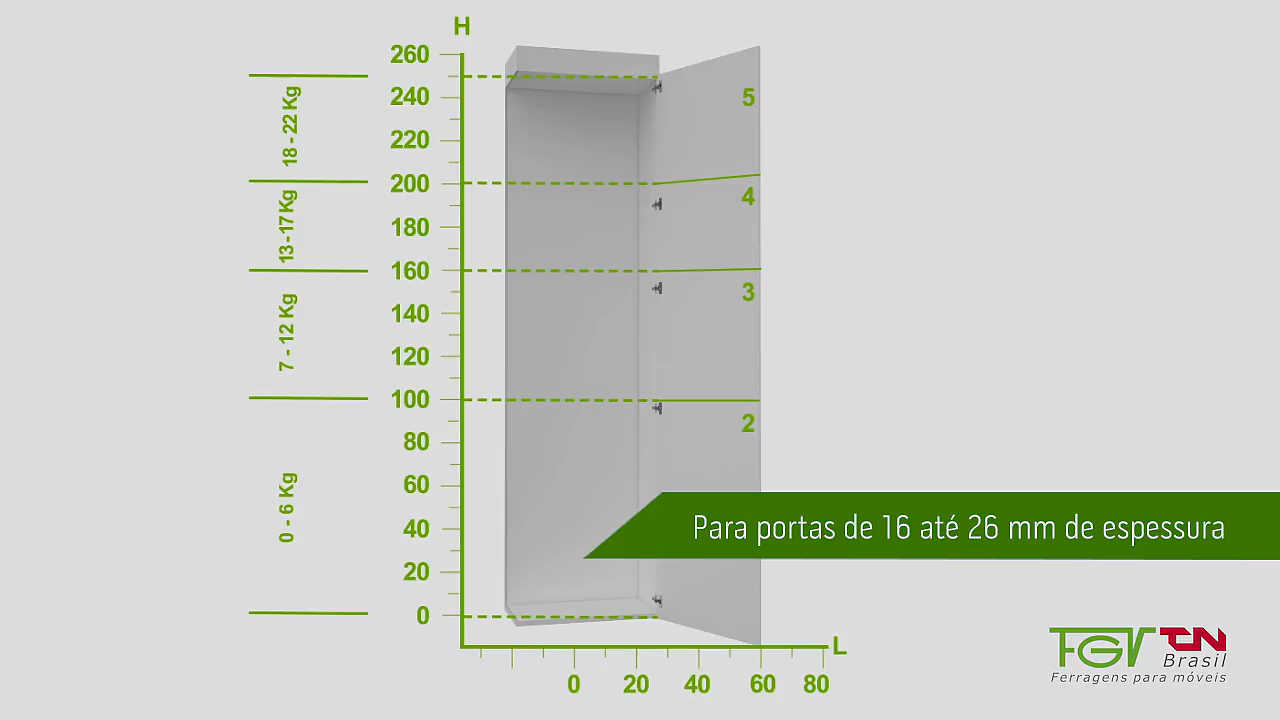 H
260
240
220
200
180
160
140
120
100
80
60
40
20
0
18 - 22 Kg
13 - 17 Kg
7 - 12 Kg
0 - 6 Kg
5
4
3
2
Para portas de 16 até 26 mm de espessura
L
0 20 40 60 80
FGV TN
Brasil
Ferragens para móveis